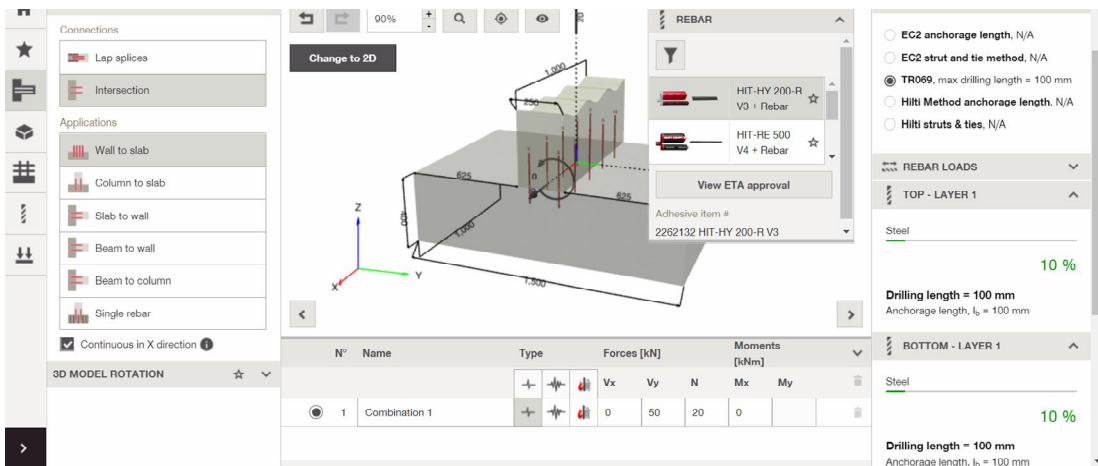 Connections
Lap splices
Intersection
Applications
Wall to slab
Column to slab
Slab to wall
Beam to wall
Beam to column
Single rebar
Continuous in X direction
3D MODEL ROTATION
90%
+
-
Change to 2D
1,000
250
625
0
625
400
1,000
1,500
Z
X
Y
REBAR
HIT-HY 200-R
V3 + Rebar
HIT-RE 500
V4 + Rebar
View ETA approval
Adhesive item #
2262132 HIT-HY 200-R V3
N° Name Type Forces [kN] Moments
[kNm]
Vx Vy N Mx My
1 Combination 1 0 50 20 0
EC2 anchorage length, N/A
EC2 strut and tie method, N/A
TR069, max drilling length = 100 mm
Hilti Method anchorage length, N/A
Hilti struts & ties, N/A
REBAR LOADS
TOP - LAYER 1
Steel
10 %
Drilling length = 100 mm
Anchorage length, lb = 100 mm
BOTTOM - LAYER 1
Steel
10 %
Drilling length = 100 mm
Anchorage length, lb = 100 mm